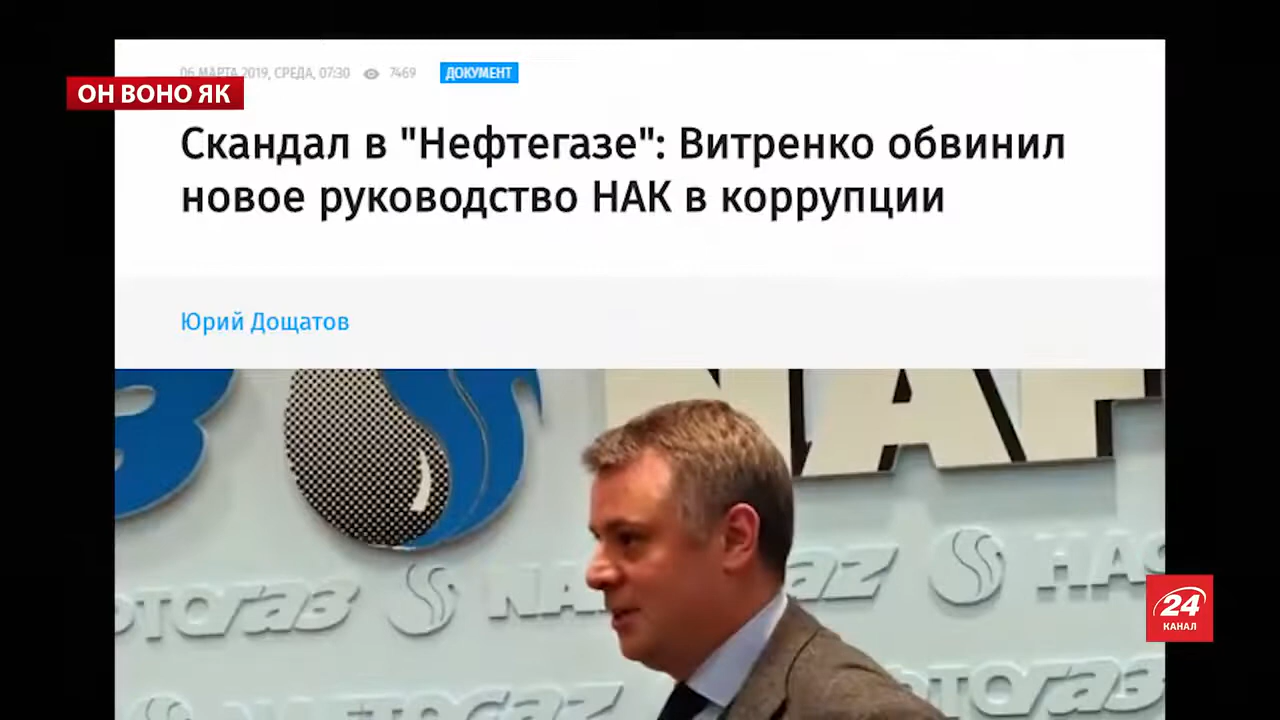 06 МАРТА 2019, СРЕДА, 07:30 7469 ДОКУМЕНТ
ОН ВОНО ЯК
Скандал в "Нефтегазе": Витренко обвинил
новое руководство НАК в коррупции
Юрий Дощатов
24
КАНАЛ